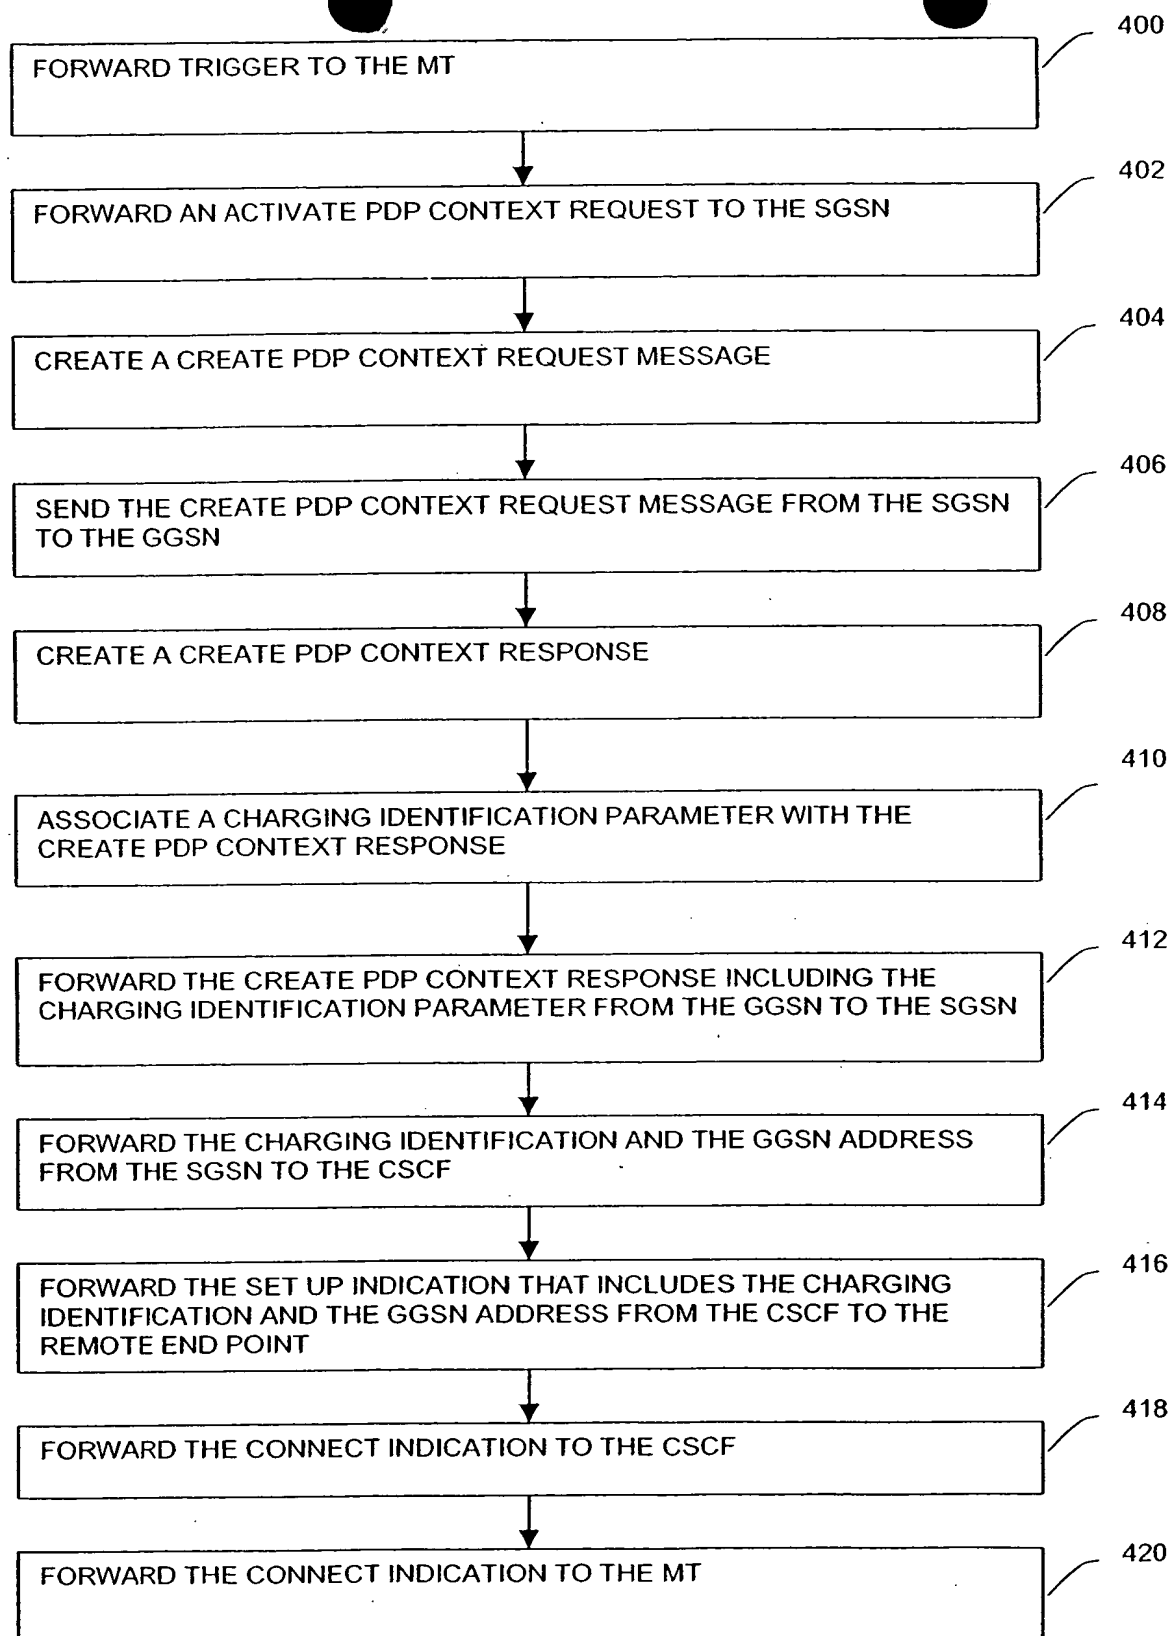 400
FORWARD TRIGGER TO THE MT
402
FORWARD AN ACTIVATE PDP CONTEXT REQUEST TO THE SGSN
404
CREATE A CREATE PDP CONTEXT REQUEST MESSAGE
406
SEND THE CREATE PDP CONTEXT REQUEST MESSAGE FROM THE SGSN
TO THE GGSN
408
CREATE A CREATE PDP CONTEXT RESPONSE
410
ASSOCIATE A CHARGING IDENTIFICATION PARAMETER WITH THE
CREATE PDP CONTEXT RESPONSE
412
FORWARD THE CREATE PDP CONTEXT RESPONSE INCLUDING THE
CHARGING IDENTIFICATION PARAMETER FROM THE GGSN TO THE SGSN
414
FORWARD THE CHARGING IDENTIFICATION AND THE GGSN ADDRESS
FROM THE SGSN TO THE CSCF
416
FORWARD THE SET UP INDICATION THAT INCLUDES THE CHARGING
IDENTIFICATION AND THE GGSN ADDRESS FROM THE CSCF TO THE
REMOTE END POINT
418
FORWARD THE CONNECT INDICATION TO THE CSCF
420
FORWARD THE CONNECT INDICATION TO THE MT